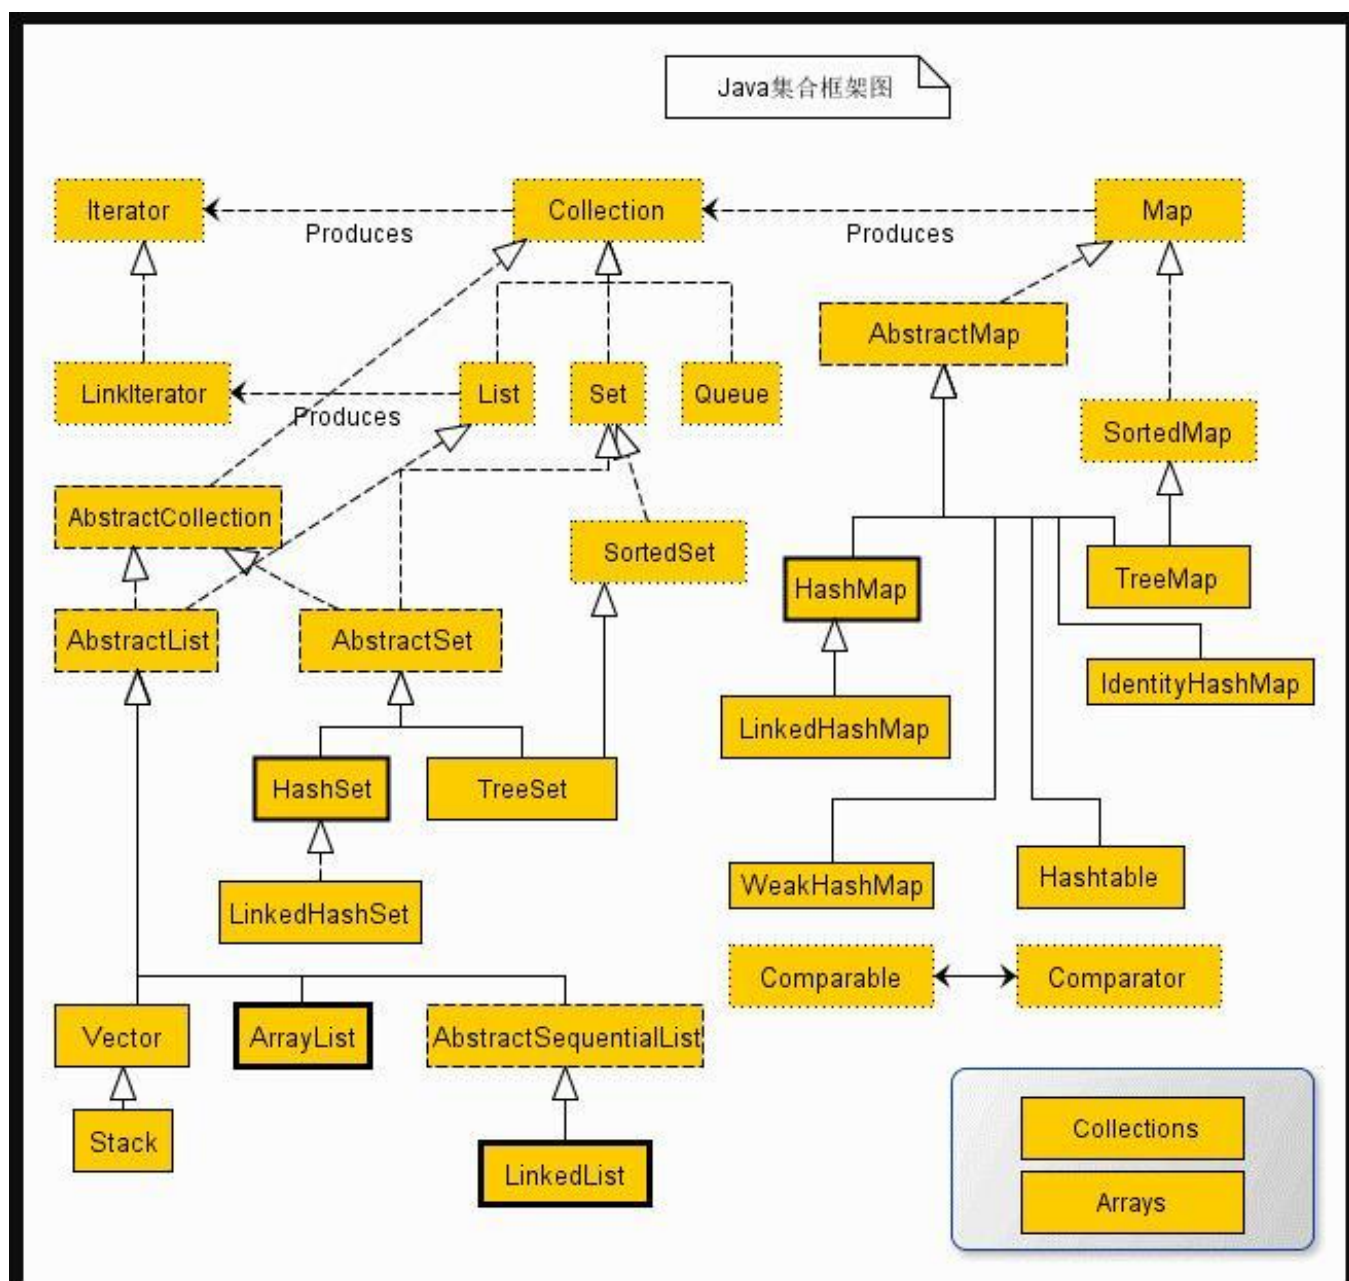 Java集合框架图
Iterator
Produces
Collection
Produces
Map
AbstractMap
LinkIterator
Produces
List
Set
Queue
SortedMap
AbstractCollection
SortedSet
HashMap
TreeMap
AbstractList
AbstractSet
IdentityHashMap
LinkedHashMap
HashSet
TreeSet
WeakHashMap
Hashtable
LinkedHashSet
Comparable
Comparator
Vector
ArrayList
AbstractSequentialList
Stack
LinkedList
Collections
Arrays